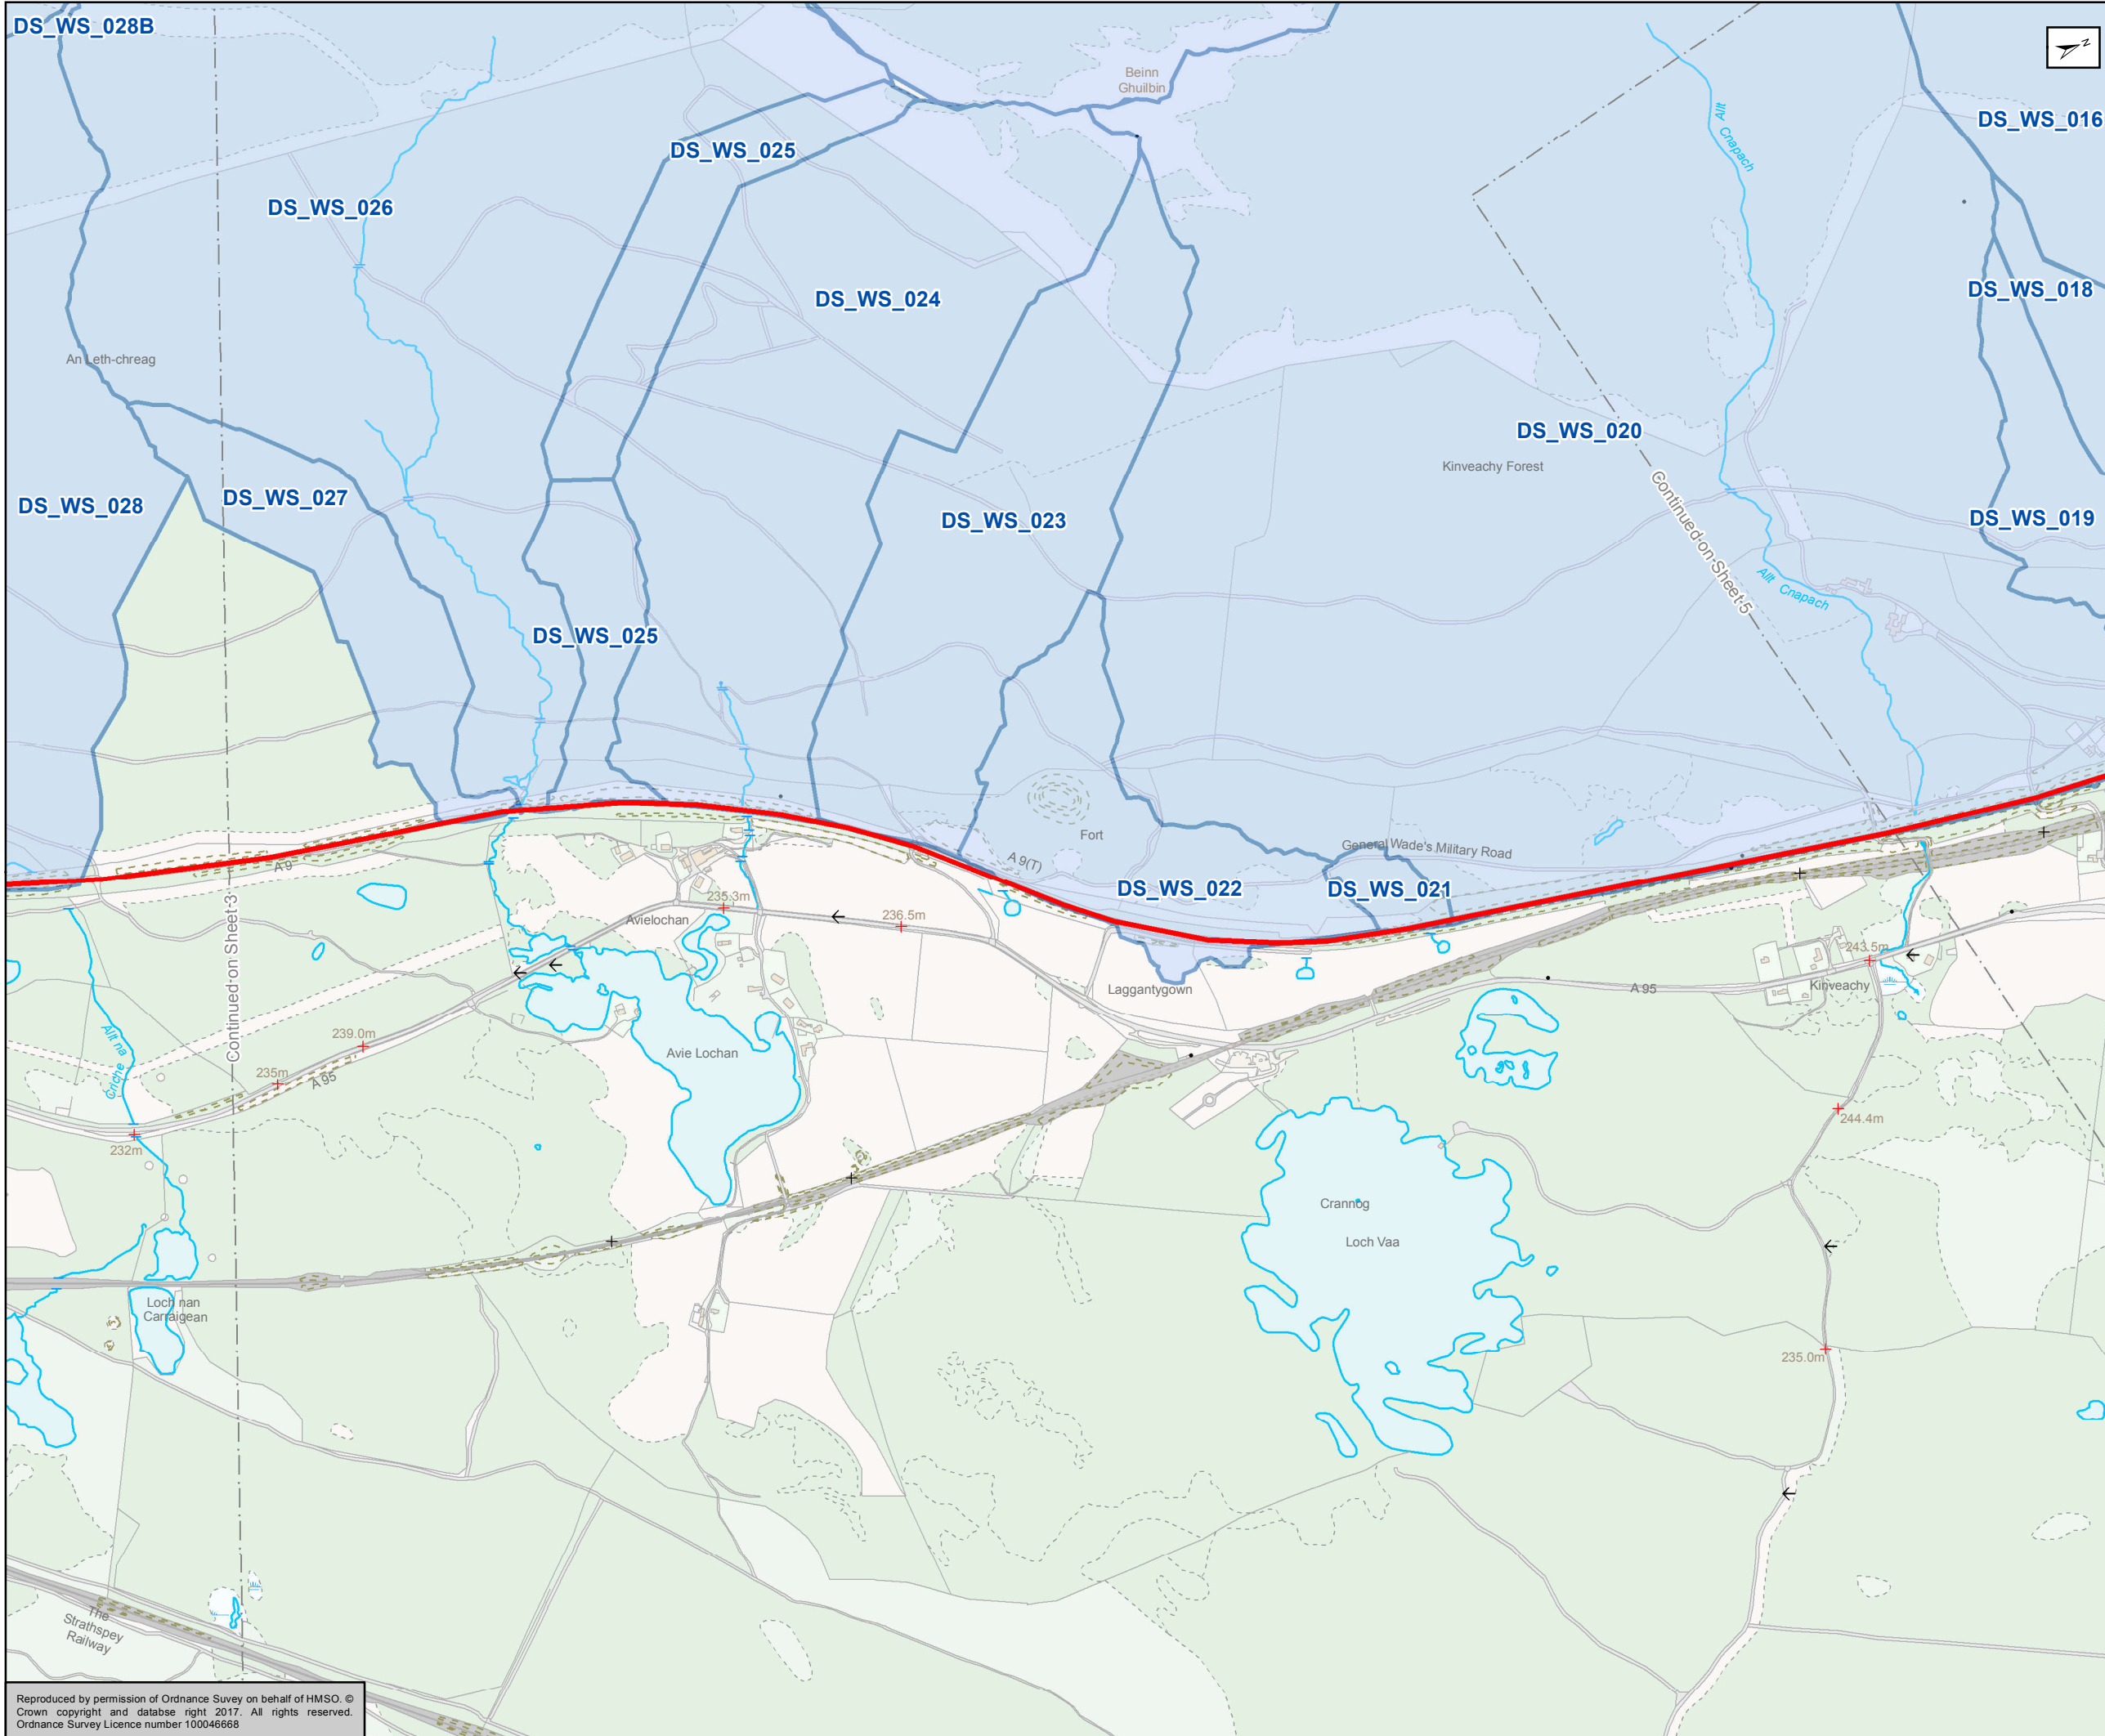 DS_WS_028B
Z
Beinn
Ghuilbin
DS_WS_016
Allt
Cnapach
DS_WS_025
DS_WS_026
DS_WS_024
DS_WS_018
An Leth-chreag
DS_WS_020
Kinveachy Forest
Continued on Sheet 5
DS_WS_028
DS_WS_027
DS_WS_023
DS_WS_019
Allt Cnapach
DS_WS_025
Fort
General Wade's Military Road
A 9
A 9(T)
DS_WS_022
DS_WS_021
235.3m
Avielochan
236.5m
Continued on Sheet 3
243.5m
Laggantygown
A 95
Kinveachy
Allt na
criche
239.0m
Avie Lochan
235m
A 95
232m
244.4m
Crannog
Loch Vaa
Loch nan
Carraigean
235.0m
The
Strathspey
Railway
Reproduced by permission of Ordnance Suvey on behalf of HMSO. ©
Crown copyright and databse right 2017. All rights reserved.
Ordnance Survey Licence number 100046668